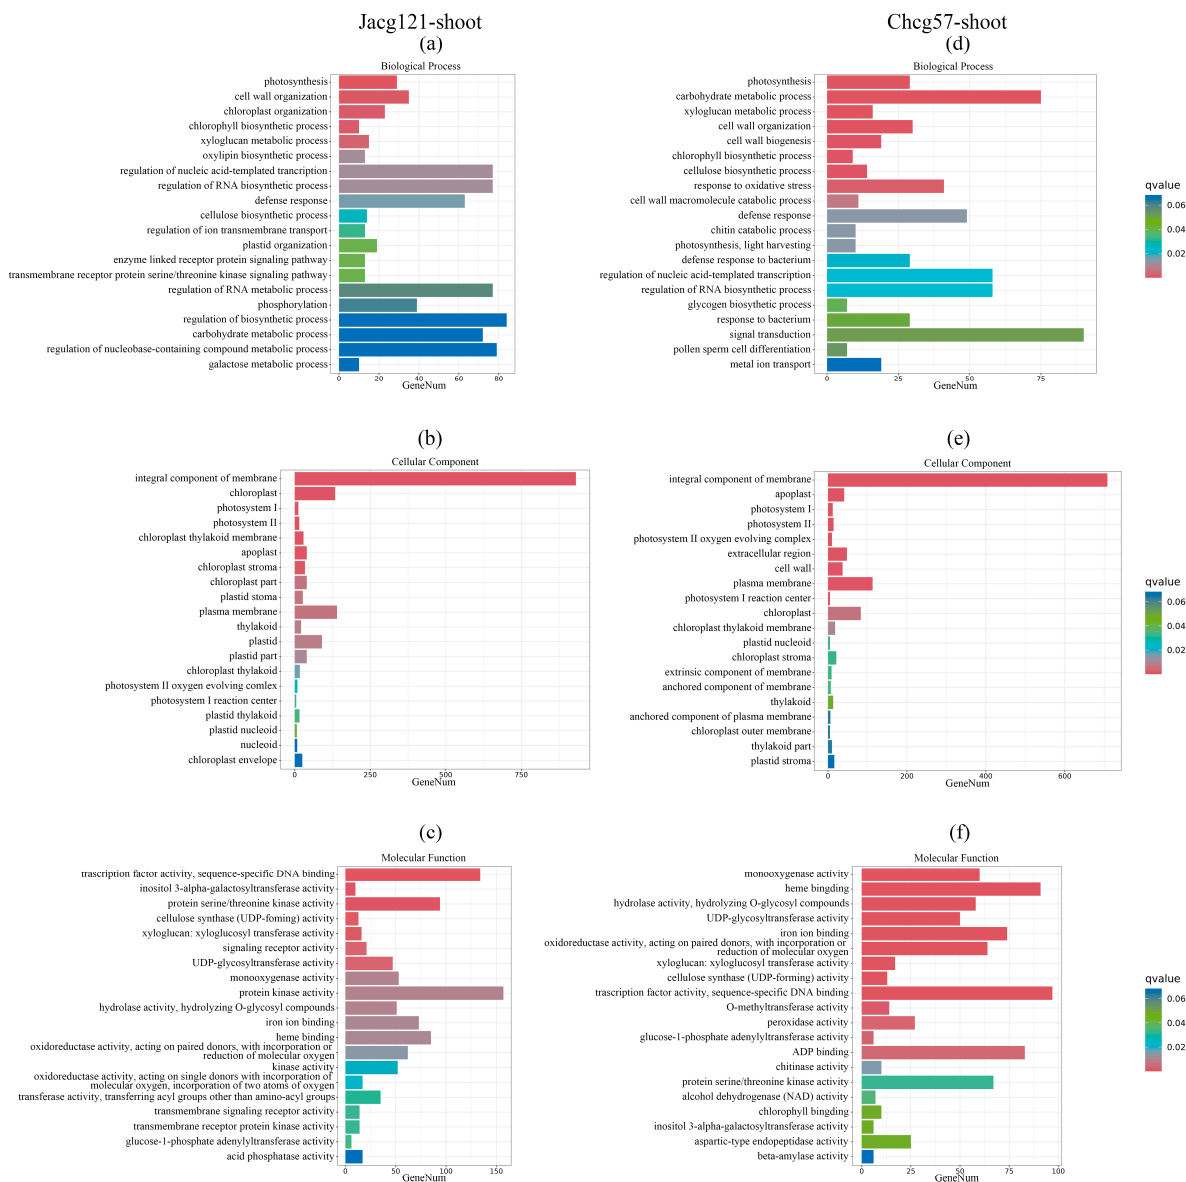 Jacg121-shoot
(a)
Biological Process
photosynthesis
cell wall organization
chloroplast organization
chlorophyll biosynthetic process
xyloglucan metabolic process
oxylipin biosynthetic process
regulation of nucleic acid-templated trancription
regulation of RNA biosynthetic process
defense response
cellulose biosynthetic process
regulation of ion transmembrane transport
plastid organization
enzyme linked receptor protein signaling pathway
transmembrane receptor protein serine/threonine kinase signaling pathway
regulation of RNA metabolic process
phosphorylation
regulation of biosynthetic process
carbohydrate metabolic process
regulation of nucleobase-containing compound metabolic process
galactose metabolic process
0 20 40 60 80
GeneNum
Chcg57-shoot
(d)
Biological Process
photosynthesis
carbohydrate metabolic process
xyloglucan metabolic process
cell wall organization
cell wall biogenesis
chlorophyll biosynthetic process
cellulose biosynthetic process
response to oxidative stress
cell wall macromolecule catabolic process
defense response
chitin catabolic process
photosynthesis, light harvesting
defense response to bacterium
regulation of nucleic acid-templated transcription
regulation of RNA biosynthetic process
glycogen biosythetic process
response to bacterium
signal transduction
pollen sperm cell differentiation
metal ion transport
0 25 50 75
GeneNum
qvalue
0.06
0.04
0.02
(b)
Cellular Component
integral component of membrane
chloroplast
photosystem I
photosystem II
chloroplast thylakoid membrane
apoplast
chloroplast stroma
chloroplast part
plastid stoma
plasma membrane
thylakoid
plastid
plastid part
chloroplast thylakoid
photosystem II oxygen evolving comlex
photosystem I reaction center
plastid thylakoid
plastid nucleoid
nucleoid
chloroplast envelope
0 250 500 750
GeneNum
(e)
Cellular Component
integral component of membrane
apoplast
photosystem I
photosystem II
photosystem II oxygen evolving complex
extracellular region
cell wall
plasma membrane
photosystem I reaction center
chloroplast
chloroplast thylakoid membrane
plastid nucleoid
chloroplast stroma
extrinsic component of membrane
anchored component of membrane
thylakoid
anchored component of plasma membrane
chloroplast outer membrane
thylakoid part
plastid stroma
0 200 400 600
GeneNum
qvalue
0.06
0.04
0.02
(c)
Molecular Function
trascription factor activity, sequence-specific DNA binding
inositol 3-alpha-galactosyltransferase activity
protein serine/threonine kinase activity
cellulose synthase (UDP-foming) activity
xyloglucan: xyloglucosyl transferase activity
signaling receptor activity
UDP-glycosyltransferase activity
monooxygenase activity
protein kinase activity
hydrolase activity, hydrolyzing O-glycosyl compounds
iron ion binding
heme binding
oxidoreductase activity, acting on paired donors, with incorporation or
reduction of molecular oxygen
kinase activity
oxidoreductase activity, acting on single donors with incorporation of
molecular oxygen, incorporation of two atoms of oxygen
transferase activity, transferring acyl groups other than amino-acyl groups
transmembrane signaling receptor activity
transmembrane receptor protein kinase activity
glucose-1-phosphate adenylyltransferase activity
acid phosphatase activity
0 50 100 150
GeneNum
(f)
Molecular Function
monooxygenase activity
heme bingding
hydrolase activity, hydrolyzing O-glycosyl compounds
UDP-glycosyltransferase activity
iron ion binding
oxidoreductase activity, acting on paired donors, with incorporation or
reduction of molecular oxygen
xyloglucan: xyloglucosyl transferase activity
cellulose synthase (UDP-forming) activity
trascription factor activity, sequence-specific DNA binding
O-methyltransferase activity
peroxidase activity
glucose-1-phosphate adenylyltransferase activity
ADP binding
chitinase activity
protein serine/threonine kinase activity
alcohol dehydrogenase (NAD) activity
chlorophyll bingding
inositol 3-alpha-galactosyltransferase activity
aspartic-type endopeptidase activity
beta-amylase activity
0 25 50 75 100
GeneNum
qvalue
0.06
0.04
0.02